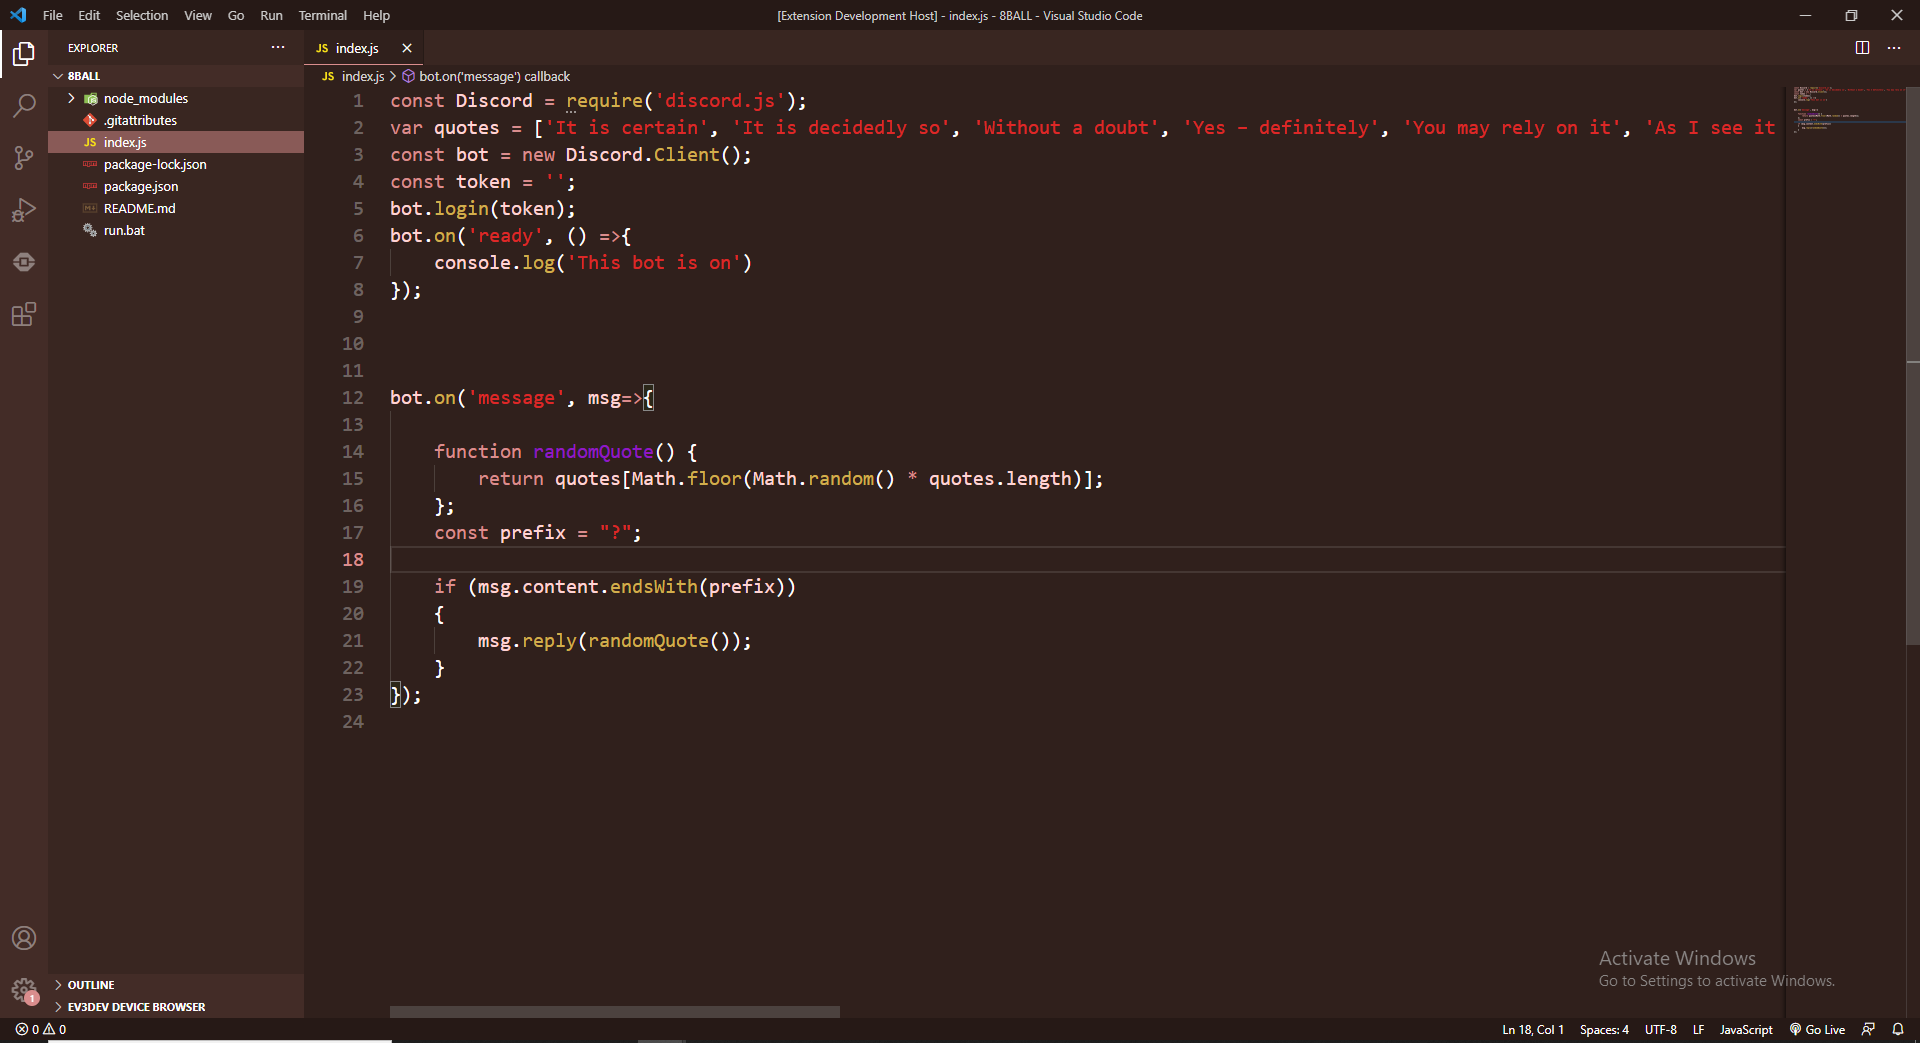 File Edit Selection View Go Run Terminal Help
[Extension Development Host] - index.js - 8BALL - Visual Studio Code
EXPLORER
8BALL
node_modules
.gitattributes
JS index.js
package-lock.json
package.json
README.md
run.bat
OUTLINE
EV3DEV DEVICE BROWSER
JS index.js
JS index.js > bot.on('message') callback
1 const Discord = require('discord.js');
2 var quotes = ['It is certain', 'It is decidedly so', 'Without a doubt', 'Yes – definitely', 'You may rely on it', 'As I see it
3 const bot = new Discord.Client();
4 const token = '';
5 bot.login(token);
6 bot.on('ready', () =>{
7     console.log('This bot is on')
8 });
9
10
11
12 bot.on('message', msg=>{
13
14     function randomQuote() {
15         return quotes[Math.floor(Math.random() * quotes.length)];
16     };
17     const prefix = "?";
18
19     if (msg.content.endsWith(prefix))
20     {
21         msg.reply(randomQuote());
22     }
23 });
24
Activate Windows
Go to Settings to activate Windows.
1
0 0
Ln 18, Col 1 Spaces: 4 UTF-8 LF JavaScript Go Live